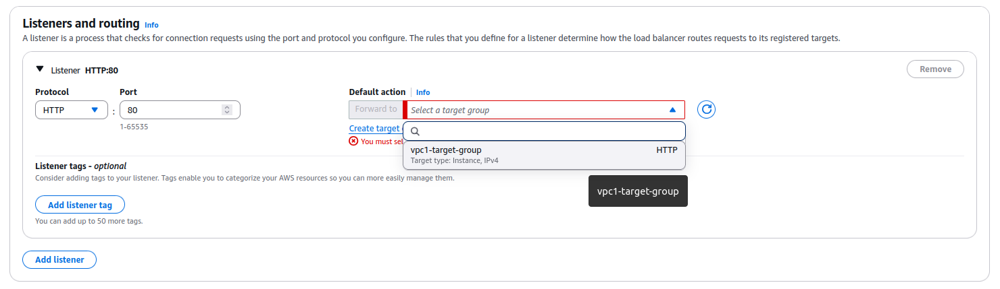 Listeners and routing Info
A listener is a process that checks for connection requests using the port and protocol you configure. The rules that you define for a listener determine how the load balancer routes requests to its registered targets.
Listener HTTP:80
Remove
Protocol Port Default action Info
HTTP : 80 Forward to Select a target group
1-65535
Create target
You must sel
vpc1-target-group HTTP
Target type: Instance, IPv4
Listener tags - optional
Consider adding tags to your listener. Tags enable you to categorize your AWS resources so you can more easily manage them.
vpc1-target-group
Add listener tag
You can add up to 50 more tags.
Add listener